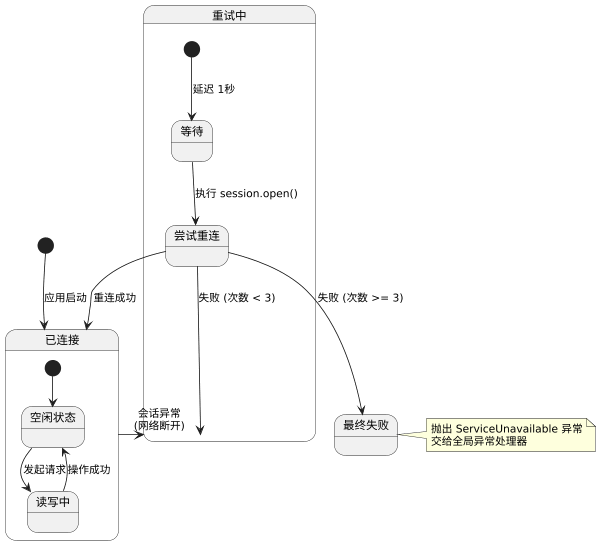 重试中
延迟 1秒
等待
执行 session.open()
尝试重连
应用启动
重连成功
失败 (次数 < 3)
失败 (次数 >= 3)
已连接
空闲状态
会话异常
(网络断开)
最终失败
抛出 ServiceUnavailable 异常
交给全局异常处理器
发起请求
操作成功
读写中